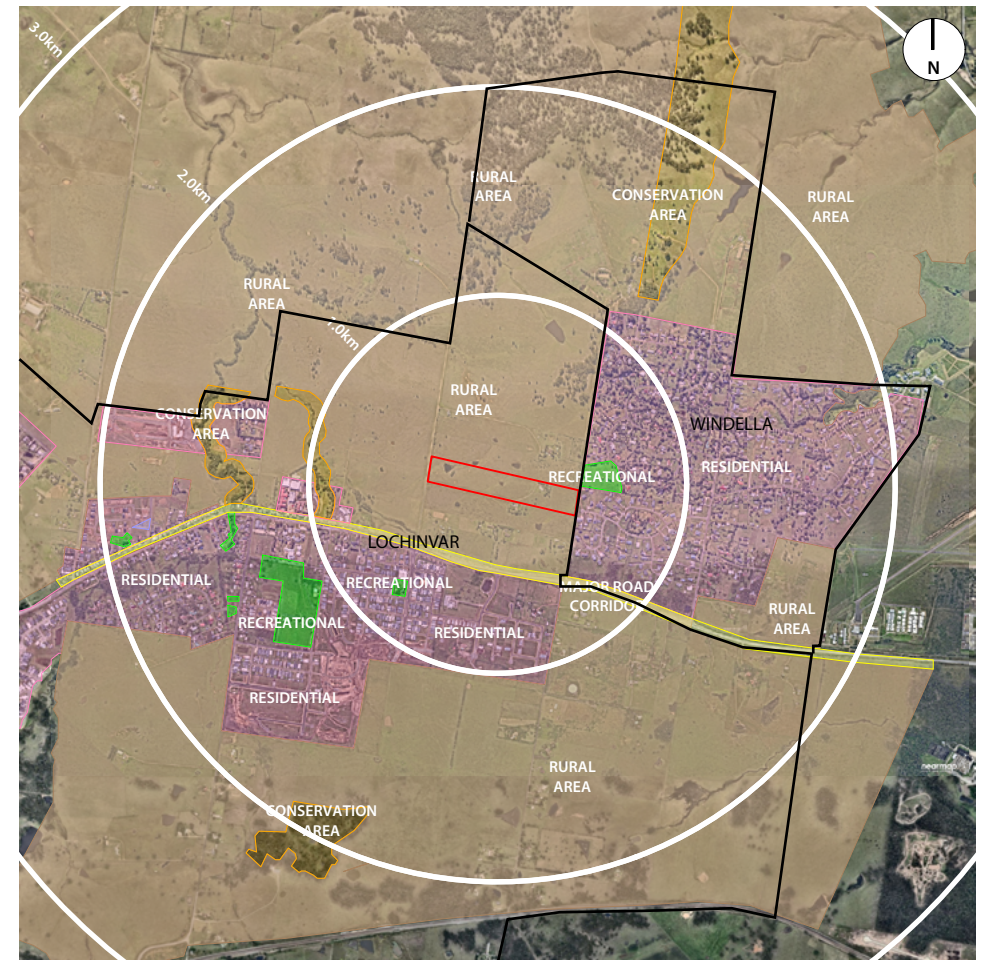 3.0km
N
2.0km
RURAL
AREA
CONSERVATION
AREA
RURAL
AREA
RURAL
AREA
1.0km
RURAL
AREA
CONSERVATION
AREA
WINDELLA
RESIDENTIAL
RECREATIONAL
LOCHINVAR
RESIDENTIAL
RECREATIONAL
MAJOR ROAD
CORRIDOR
RURAL
AREA
RECREATIONAL
RESIDENTIAL
RESIDENTIAL
RURAL
AREA
nearmap
CONSERVATION
AREA